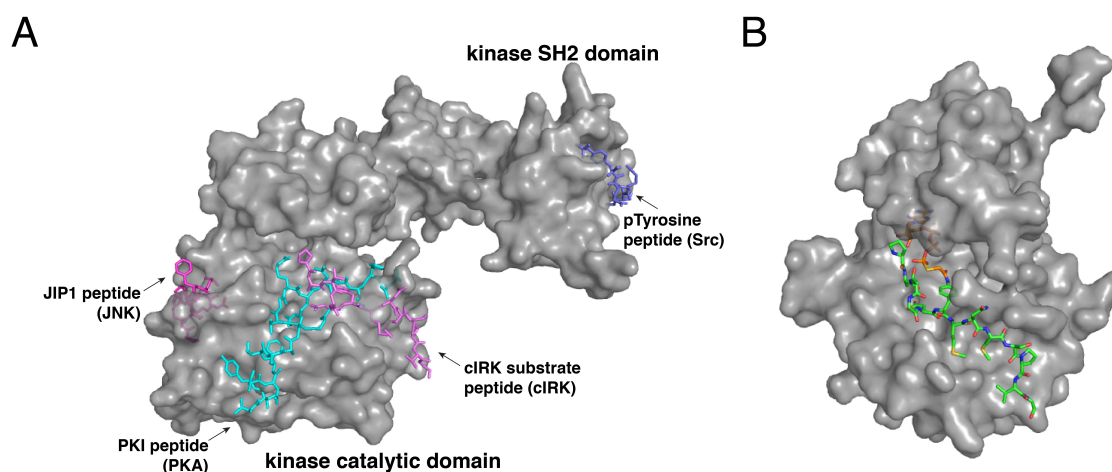 A
B
kinase SH2 domain
pTyrosine
peptide (Src)
JIP1 peptide
(JNK)
cIRK substrate
peptide (cIRK)
PKI peptide
(PKA)
kinase catalytic domain